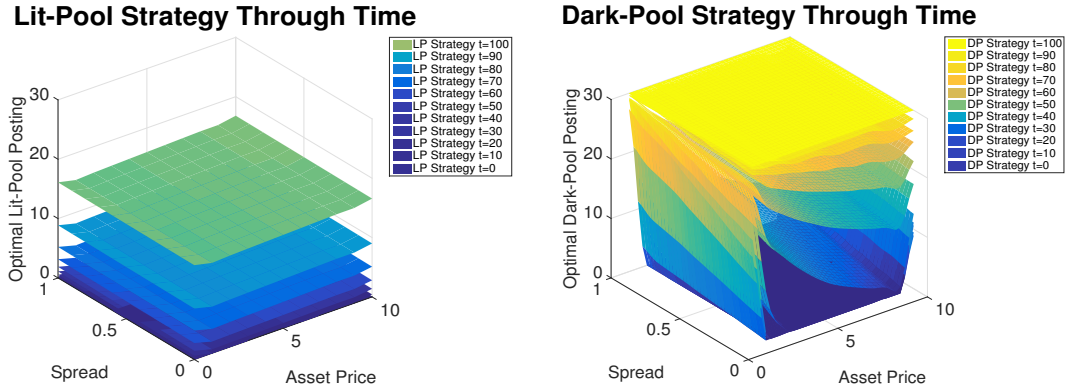 Lit-Pool Strategy Through Time
Optimal Lit-Pool Posting
30
20
10
0
1
0.5
0
Spread
0
5
10
Asset Price
LP Strategy t=100
LP Strategy t=90
LP Strategy t=80
LP Strategy t=70
LP Strategy t=60
LP Strategy t=50
LP Strategy t=40
LP Strategy t=30
LP Strategy t=20
LP Strategy t=10
LP Strategy t=0
Dark-Pool Strategy Through Time
Optimal Dark-Pool Posting
30
20
10
0
1
0.5
0
Spread
0
5
10
Asset Price
DP Strategy t=100
DP Strategy t=90
DP Strategy t=80
DP Strategy t=70
DP Strategy t=60
DP Strategy t=50
DP Strategy t=40
DP Strategy t=30
DP Strategy t=20
DP Strategy t=10
DP Strategy t=0